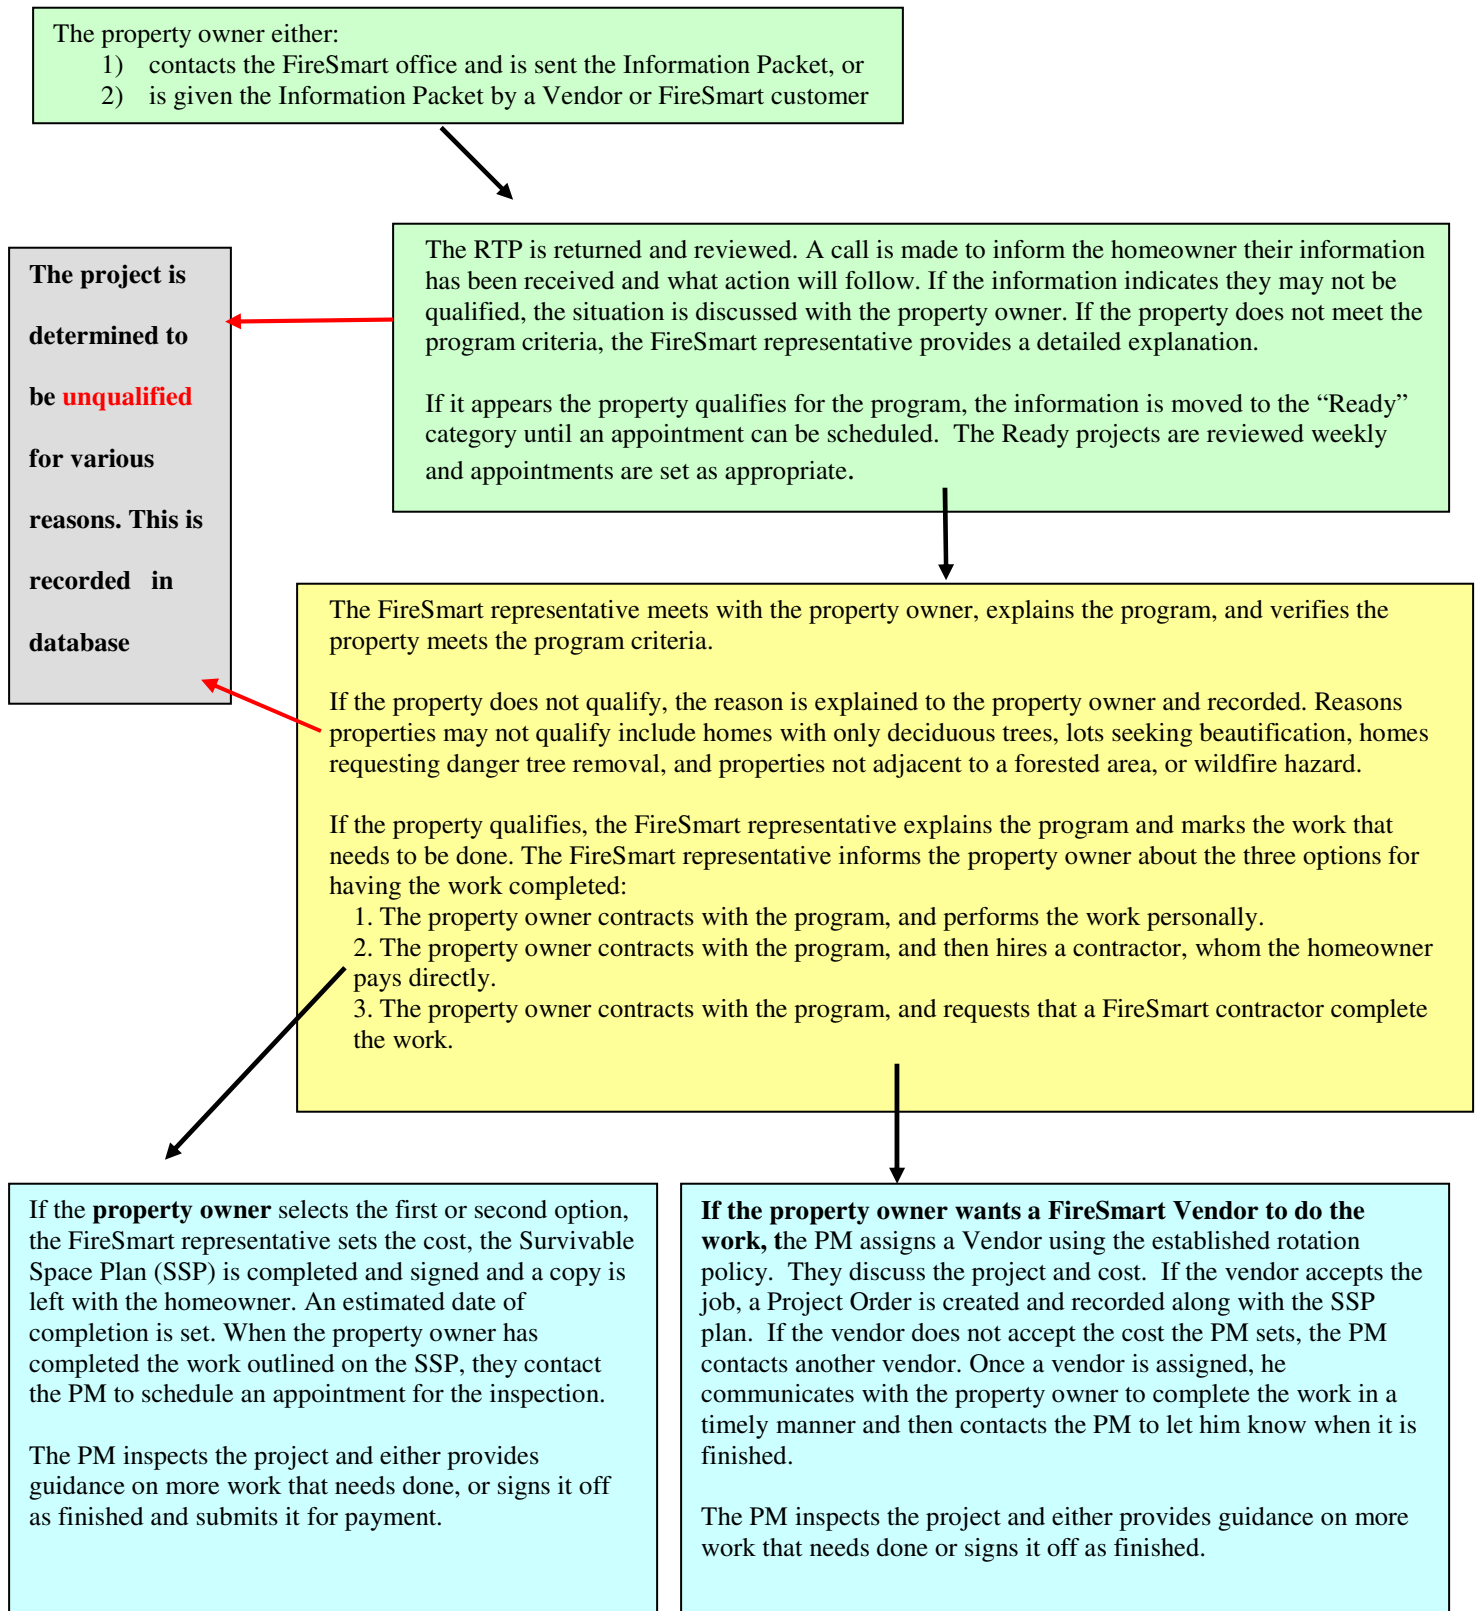 The property owner either:
1) contacts the FireSmart office and is sent the Information Packet, or
2) is given the Information Packet by a Vendor or FireSmart customer
The RTP is returned and reviewed. A call is made to inform the homeowner their information
has been received and what action will follow. If the information indicates they may not be
qualified, the situation is discussed with the property owner. If the property does not meet the
program criteria, the FireSmart representative provides a detailed explanation.
If it appears the property qualifies for the program, the information is moved to the “Ready”
category until an appointment can be scheduled. The Ready projects are reviewed weekly
and appointments are set as appropriate.
The project is
determined to
be unqualified
for various
reasons. This is
recorded in
database
The FireSmart representative meets with the property owner, explains the program, and verifies the
property meets the program criteria.
If the property does not qualify, the reason is explained to the property owner and recorded. Reasons
properties may not qualify include homes with only deciduous trees, lots seeking beautification, homes
requesting danger tree removal, and properties not adjacent to a forested area, or wildfire hazard.
If the property qualifies, the FireSmart representative explains the program and marks the work that
needs to be done. The FireSmart representative informs the property owner about the three options for
having the work completed:
1. The property owner contracts with the program, and performs the work personally.
2. The property owner contracts with the program, and then hires a contractor, whom the homeowner
pays directly.
3. The property owner contracts with the program, and requests that a FireSmart contractor complete
the work.
If the property owner selects the first or second option,
the FireSmart representative sets the cost, the Survivable
Space Plan (SSP) is completed and signed and a copy is
left with the homeowner. An estimated date of
completion is set. When the property owner has
completed the work outlined on the SSP, they contact
the PM to schedule an appointment for the inspection.
The PM inspects the project and either provides
guidance on more work that needs done, or signs it off
as finished and submits it for payment.
If the property owner wants a FireSmart Vendor to do the
work, the PM assigns a Vendor using the established rotation
policy. They discuss the project and cost. If the vendor accepts the
job, a Project Order is created and recorded along with the SSP
plan. If the vendor does not accept the cost the PM sets, the PM
contacts another vendor. Once a vendor is assigned, he
communicates with the property owner to complete the work in a
timely manner and then contacts the PM to let him know when it is
finished.
The PM inspects the project and either provides guidance on more
work that needs done or signs it off as finished.